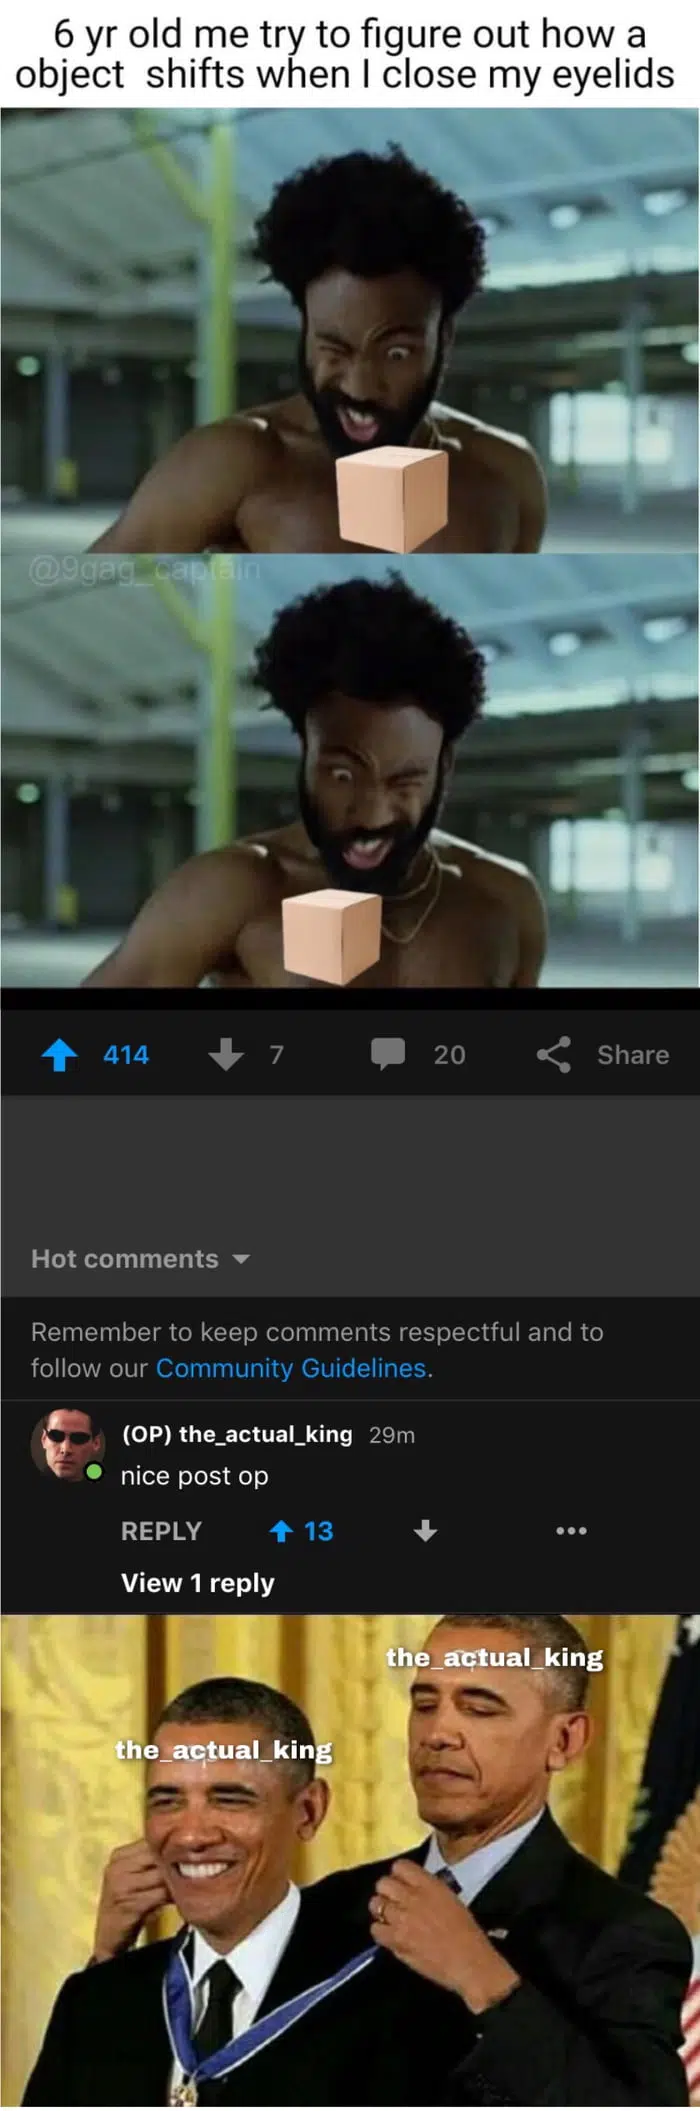 6 yr old me try to figure out how a
object shifts when I close my eyelids
@9gag_captain
414 7 20 Share
Hot comments
Remember to keep comments respectful and to
follow our Community Guidelines.
(OP) the_actual_king 29m
nice post op
REPLY 13
View 1 reply
the_actual_king
the_actual_king